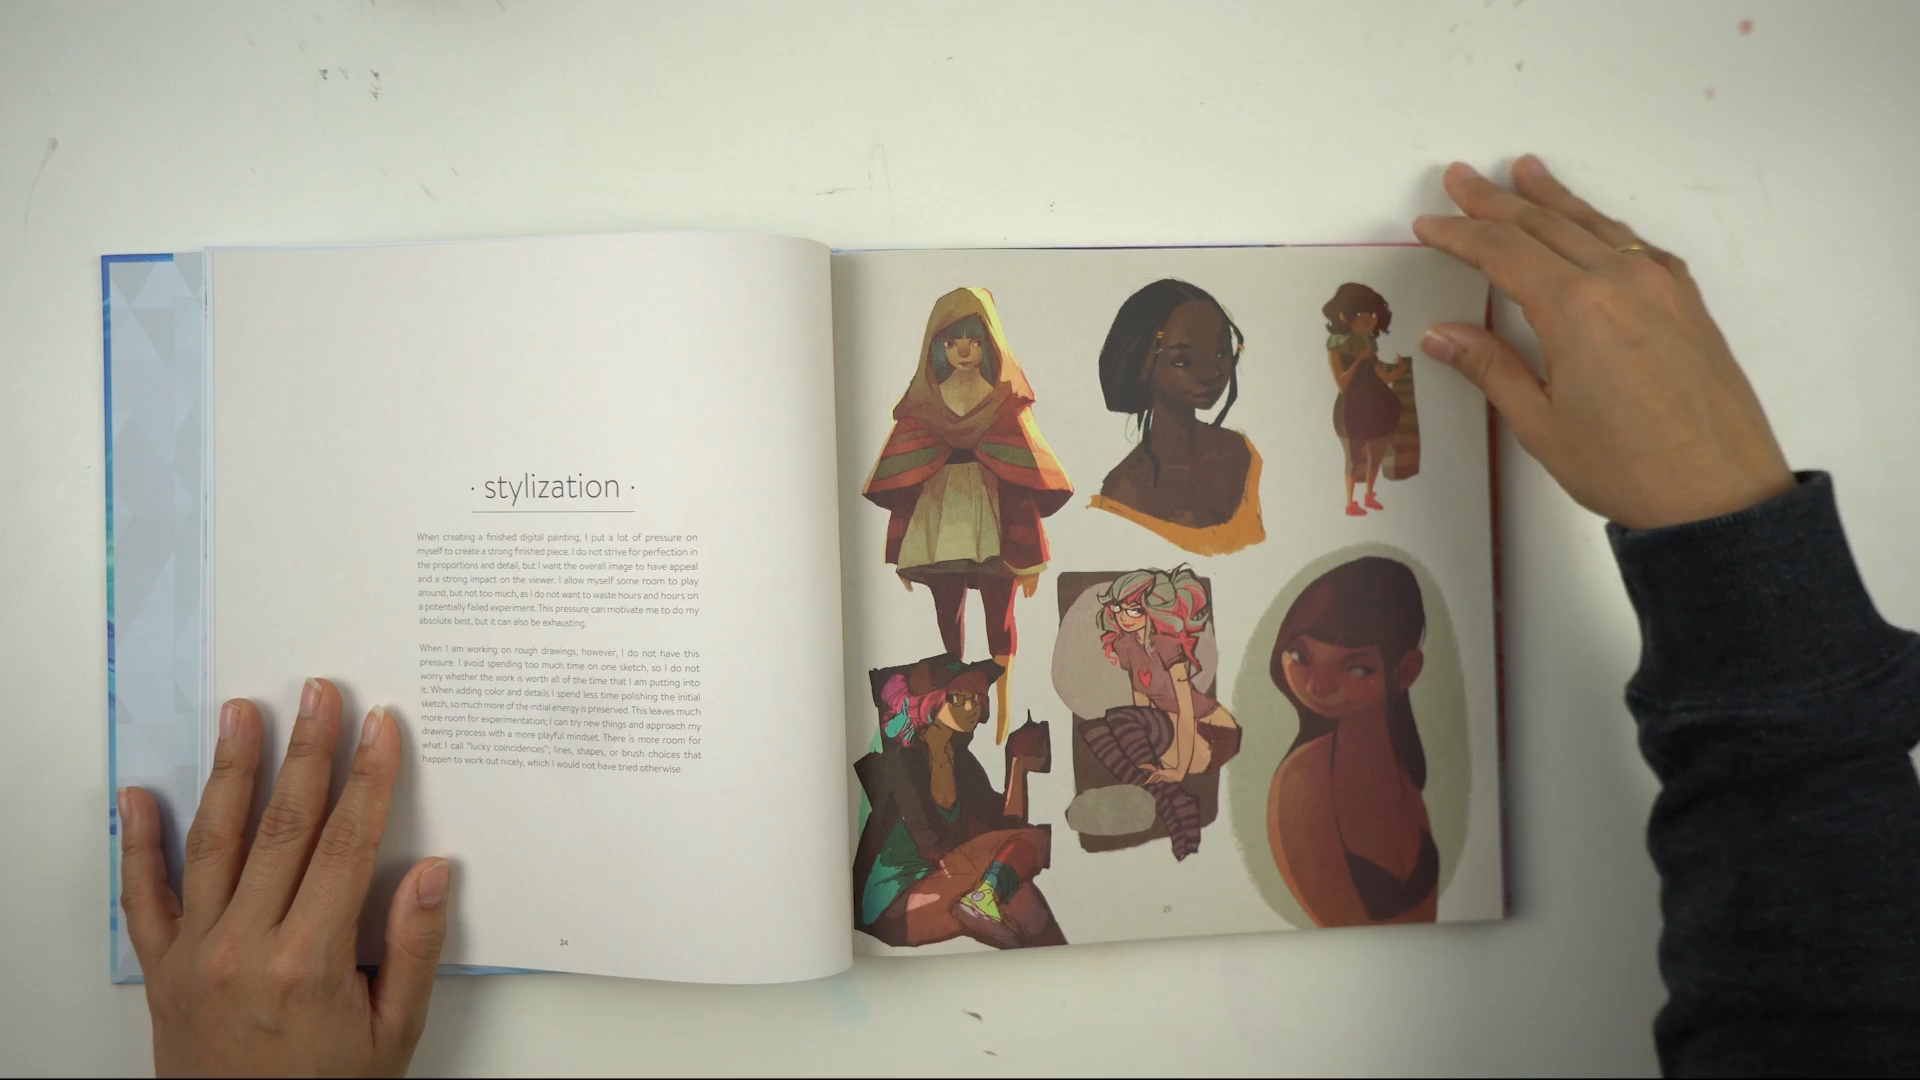 · stylization ·
When creating a finished digital painting, I put a lot of pressure on
myself to create a strong finished piece. I do not strive for perfection in
the proportions and detail, but I want the overall image to have appeal
and a strong impact on the viewer. I allow myself some room to play
around, but not too much, as I do not want to waste hours and hours on
a potentially failed experiment. This pressure can motivate me to do my
absolute best, but it can also be exhausting.
When I am working on rough drawings, however, I do not have this
pressure. I avoid spending too much time on one sketch, so I do not
worry whether the work is worth all of the time that I am putting into
it. When adding color and details I spend less time polishing the initial
sketch, so much more of the initial energy is preserved. This leaves much
more room for experimentation; I can try new things and approach my
drawing process with a more playful mindset. There is more room for
what I call "lucky coincidences"; lines, shapes, or brush choices that
happen to work out nicely, which I would not have tried otherwise.
24
25